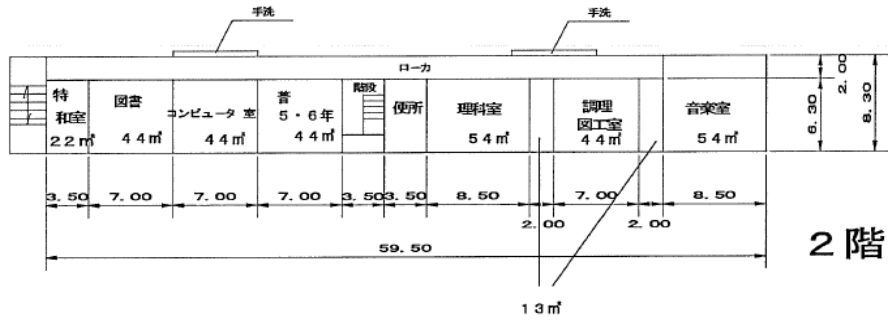 手洗
手洗
ローカ
2.00
特
和室
22㎡
図書
44㎡
コンピュータ室
44㎡
普
5・6年
44㎡
階段
便所
理科室
54㎡
調理
図工室
44㎡
音楽室
54㎡
6.30
8.30
3.50
7.00
7.00
7.00
3.50
3.50
8.50
2.00
7.00
2.00
8.50
59.50
2階
13㎡